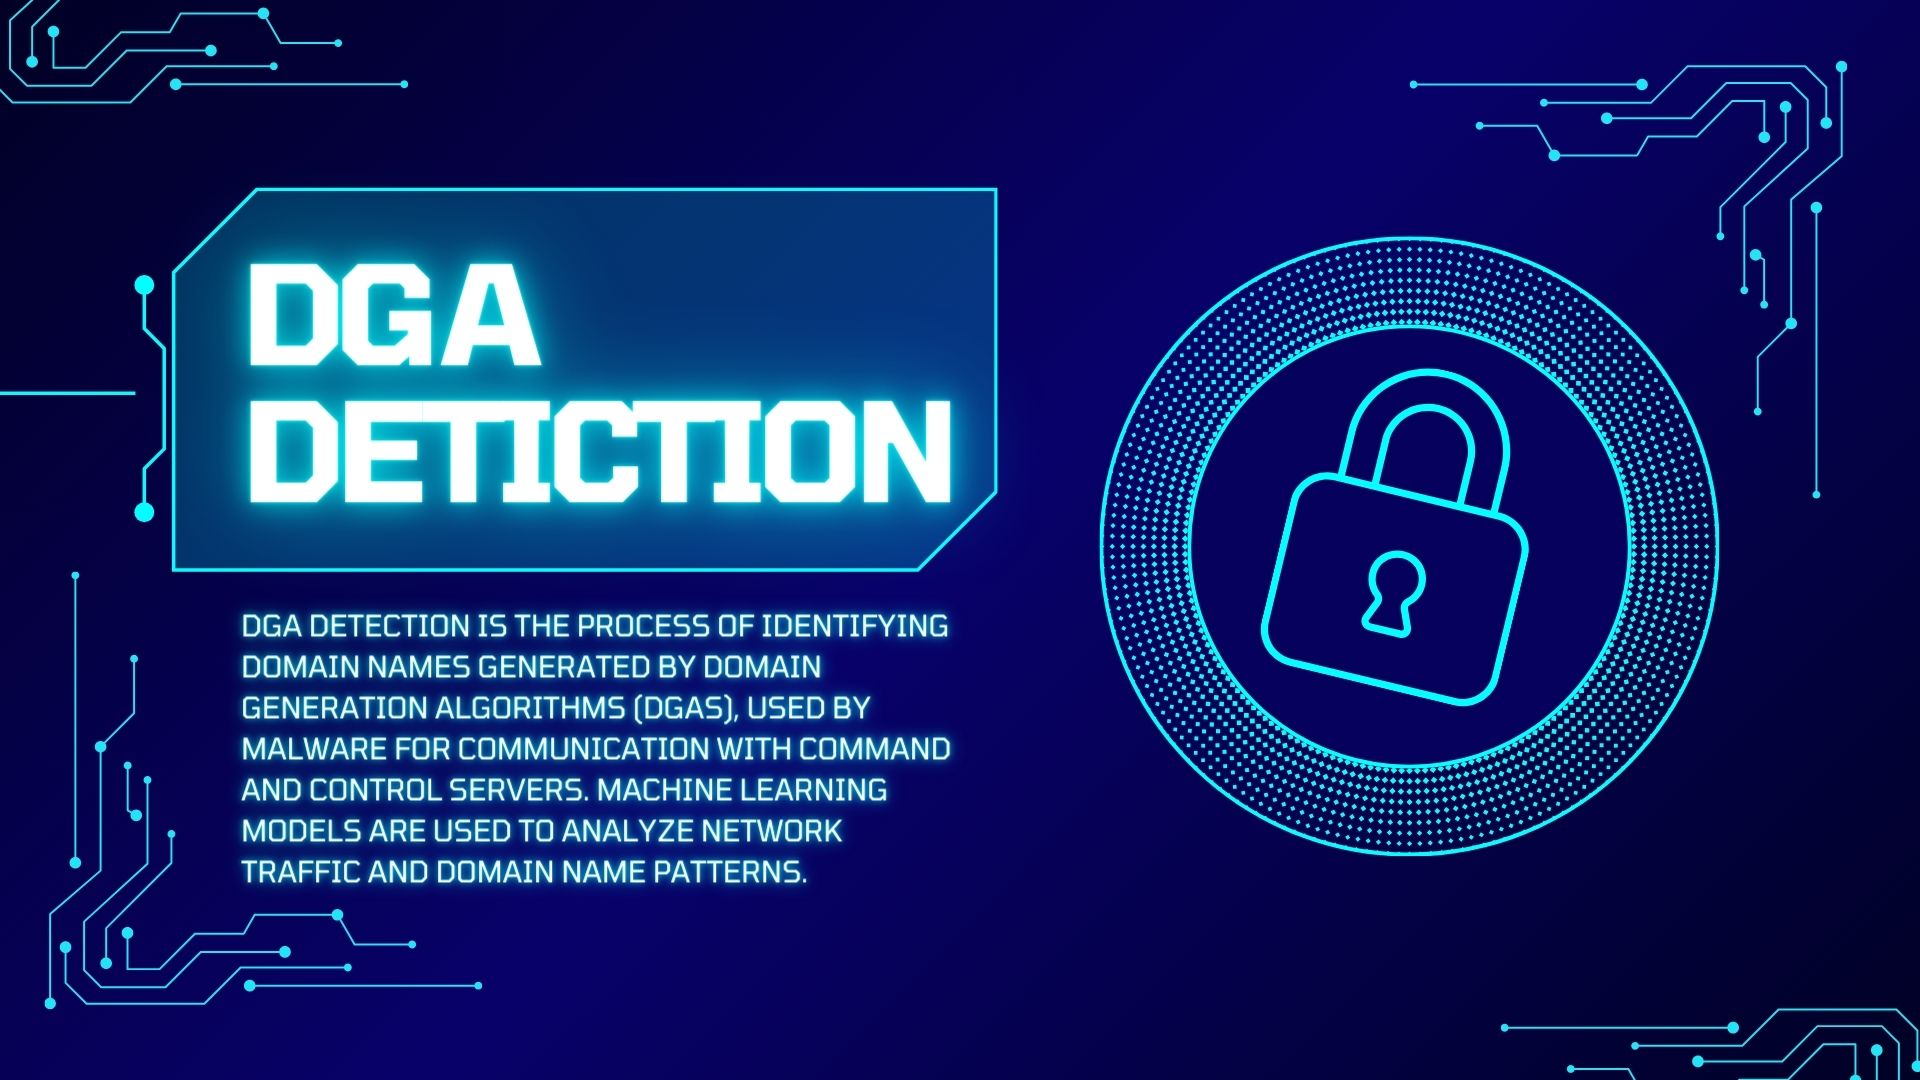 DGA
DETICTION
DGA DETECTION IS THE PROCESS OF IDENTIFYING
DOMAIN NAMES GENERATED BY DOMAIN
GENERATION ALGORITHMS (DGAS), USED BY
MALWARE FOR COMMUNICATION WITH COMMAND
AND CONTROL SERVERS. MACHINE LEARNING
MODELS ARE USED TO ANALYZE NETWORK
TRAFFIC AND DOMAIN NAME PATTERNS.